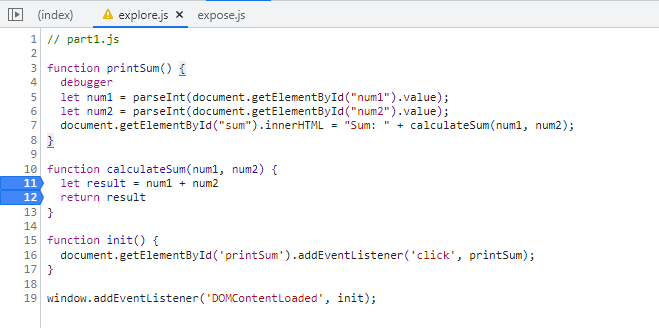 (index) explore.js × expose.js
1 // part1.js
2
3 function printSum() {
4   debugger
5   let num1 = parseInt(document.getElementById("num1").value);
6   let num2 = parseInt(document.getElementById("num2").value);
7   document.getElementById("sum").innerHTML = "Sum: " + calculateSum(num1, num2);
8 }
9
10 function calculateSum(num1, num2) {
11   let result = num1 + num2
12   return result
13 }
14
15 function init() {
16   document.getElementById('printSum').addEventListener('click', printSum);
17 }
18
19 window.addEventListener('DOMContentLoaded', init);